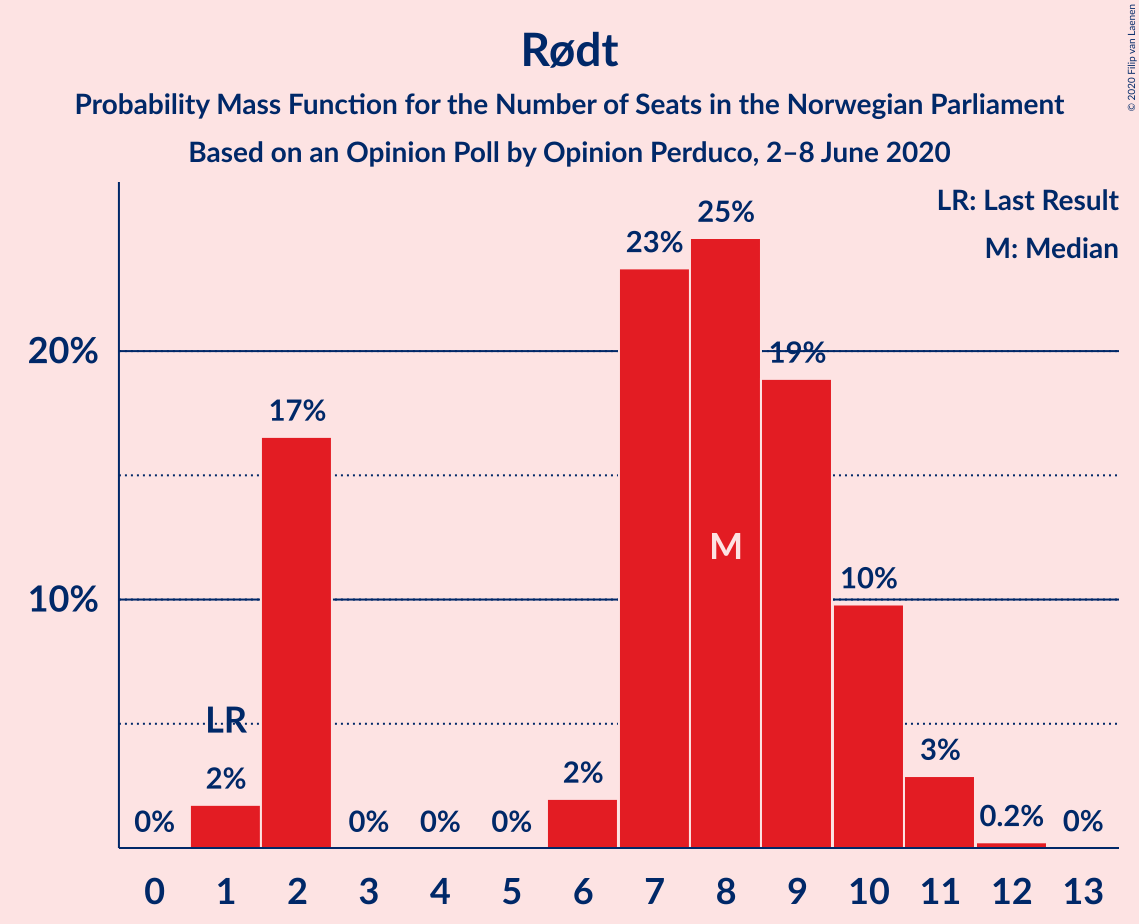 Rødt
Probability Mass Function for the Number of Seats in the Norwegian Parliament
Based on an Opinion Poll by Opinion Perduco, 2–8 June 2020
© 2020 Filip van Laenen
LR: Last Result
M: Median
20%
10%
0%
2%
LR
17%
0%
0%
0%
2%
23%
25%
M
19%
10%
3%
0.2%
0%
0 1 2 3 4 5 6 7 8 9 10 11 12 13